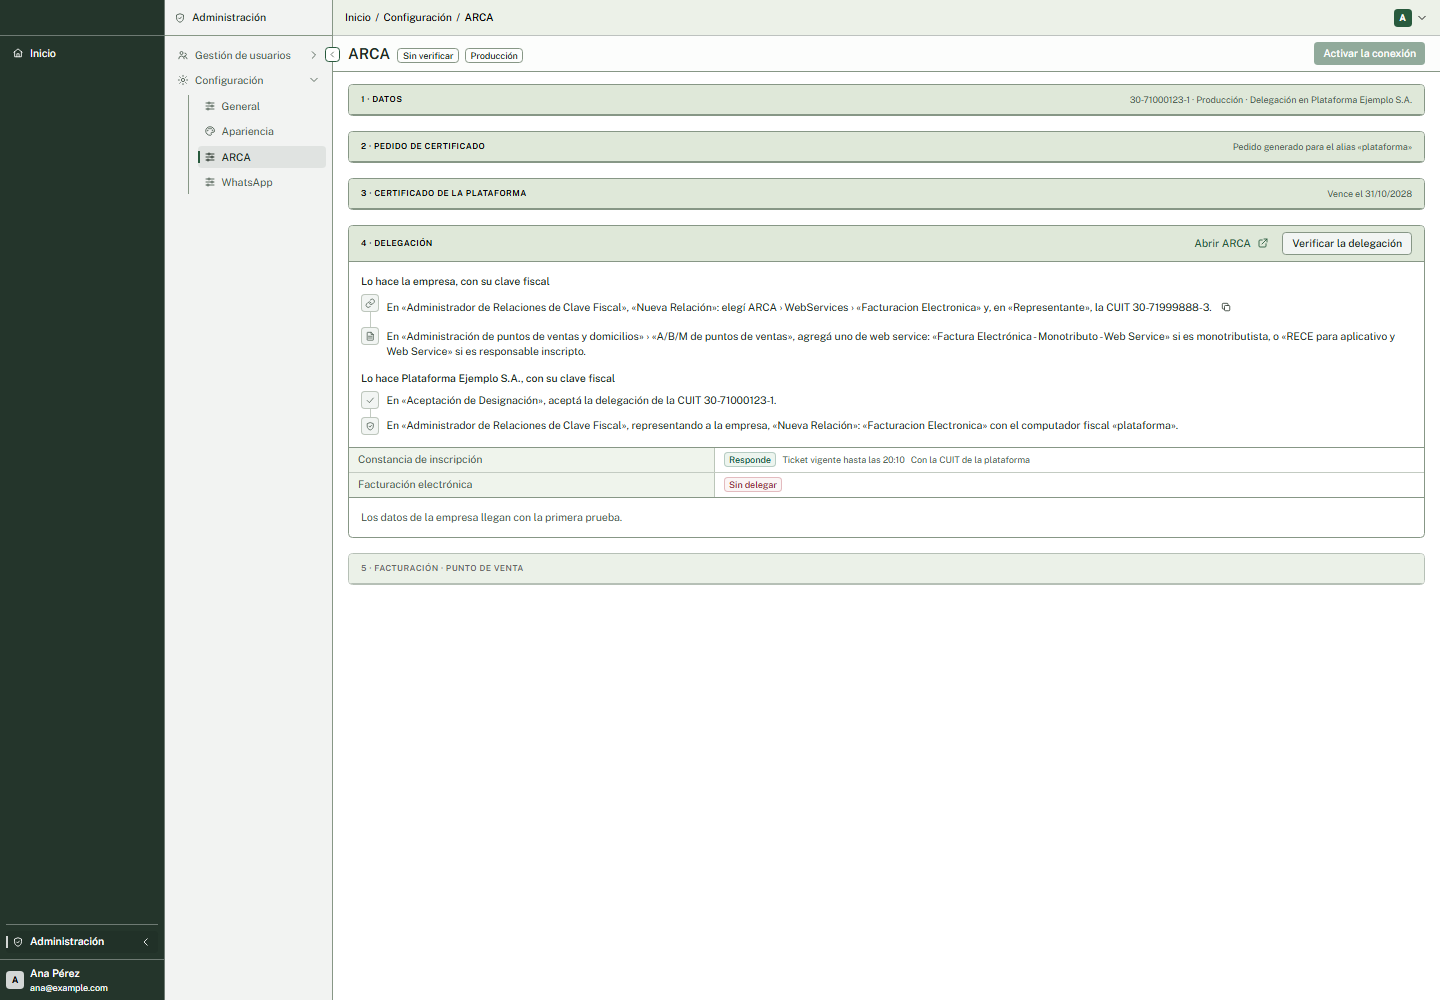 Administración
Inicio / Configuración / ARCA
A
Inicio
Gestión de usuarios
Configuración
General
Apariencia
ARCA
WhatsApp
ARCA Sin verificar Producción
Activar la conexión
1 · DATOS
30-71000123-1 · Producción · Delegación en Plataforma Ejemplo S.A.
2 · PEDIDO DE CERTIFICADO
Pedido generado para el alias «plataforma»
3 · CERTIFICADO DE LA PLATAFORMA
Vence el 31/10/2028
4 · DELEGACIÓN
Abrir ARCA
Verificar la delegación
Lo hace la empresa, con su clave fiscal
En «Administrador de Relaciones de Clave Fiscal», «Nueva Relación»: elegí ARCA › WebServices › «Facturacion Electronica» y, en «Representante», la CUIT 30-71999888-3.
En «Administración de puntos de ventas y domicilios» › «A/B/M de puntos de ventas», agregá uno de web service: «Factura Electrónica - Monotributo - Web Service» si es monotributista, o «RECE para aplicativo y
Web Service» si es responsable inscripto.
Lo hace Plataforma Ejemplo S.A., con su clave fiscal
En «Aceptación de Designación», aceptá la delegación de la CUIT 30-71000123-1.
En «Administrador de Relaciones de Clave Fiscal», representando a la empresa, «Nueva Relación»: «Facturacion Electronica» con el computador fiscal «plataforma».
Constancia de inscripción
Responde Ticket vigente hasta las 20:10 Con la CUIT de la plataforma
Facturación electrónica
Sin delegar
Los datos de la empresa llegan con la primera prueba.
5 · FACTURACIÓN · PUNTO DE VENTA
Administración
A
Ana Pérez
ana@example.com